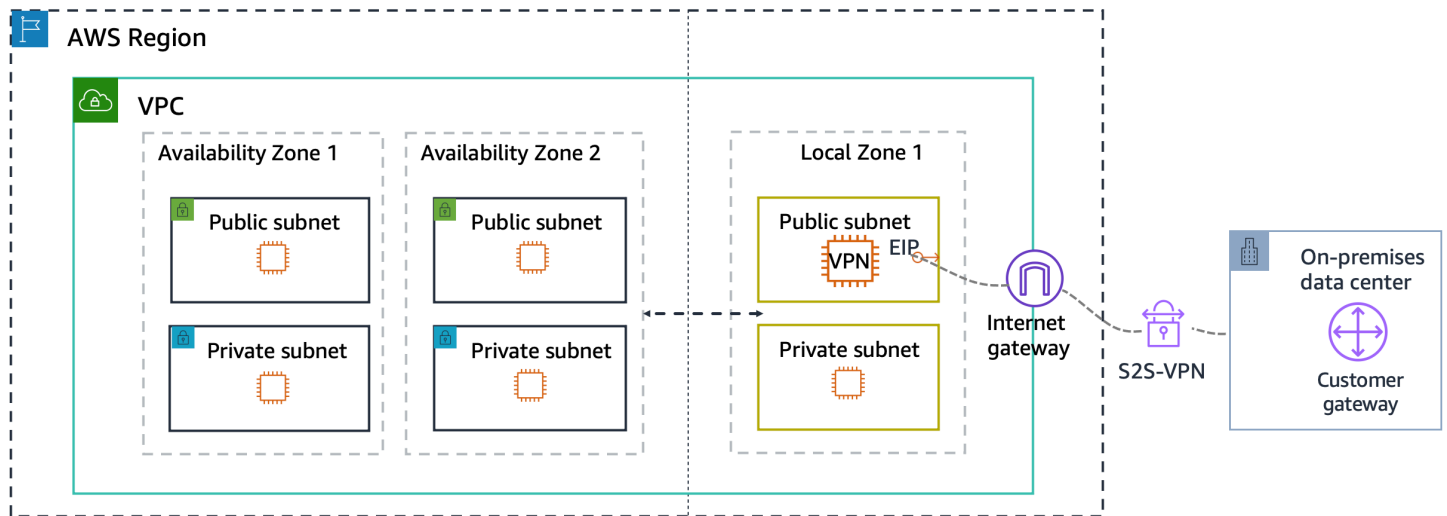 AWS Region
VPC
Availability Zone 1
Public subnet
Private subnet
Availability Zone 2
Public subnet
Private subnet
Local Zone 1
Public subnet
VPN
EIP
Private subnet
Internet
gateway
S2S-VPN
On-premises
data center
Customer
gateway